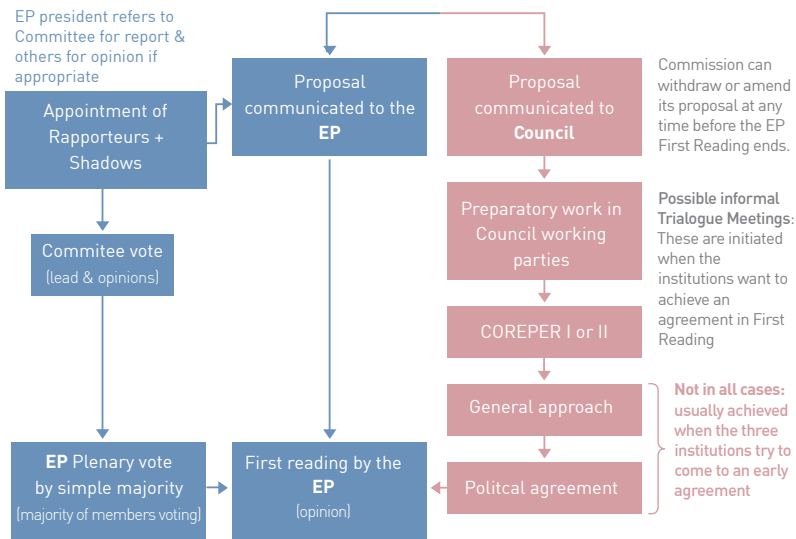 EP president refers to
Committee for report &
others for opinion if
appropriate
Appointment of
Rapporteurs +
Shadows
Commitee vote
(lead & opinions)
EP Plenary vote
by simple majority
(majority of members voting)
Proposal
communicated to the
EP
First reading by the
EP
(opinion)
Proposal
communicated to
Council
Preparatory work in
Council working
parties
COREPER I or II
General approach
Politcal agreement
Commission can
withdraw or amend
its proposal at any
time before the EP
First Reading ends.
Possible informal
Trialogue Meetings:
These are initiated
when the
institutions want to
achieve an
agreement in First
Reading
Not in all cases:
usually achieved
when the three
institutions try to
come to an early
agreement